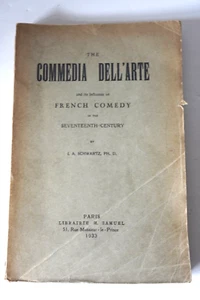 THE
COMMEDIA DELL'ARTE
AND ITS INFLUENCE ON
FRENCH COMEDY
OF THE
SEVENTEENTH CENTURY
BY
I. A. SCHWARTZ, PH. D.
PARIS
LIBRAIRIE H. SAMUEL
51, Rue Monsieur-le-Prince
1933